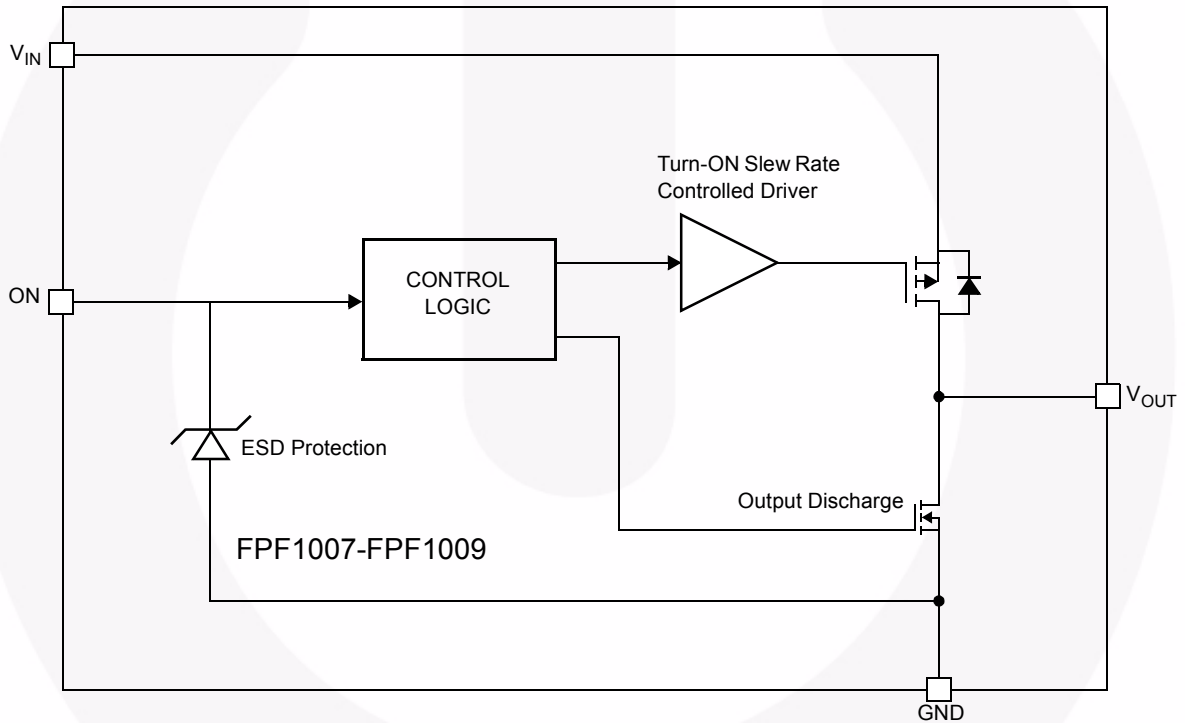 VIN
Turn-ON Slew Rate
Controlled Driver
CONTROL
LOGIC
ON
VOUT
ESD Protection
Output Discharge
FPF1007-FPF1009
GND